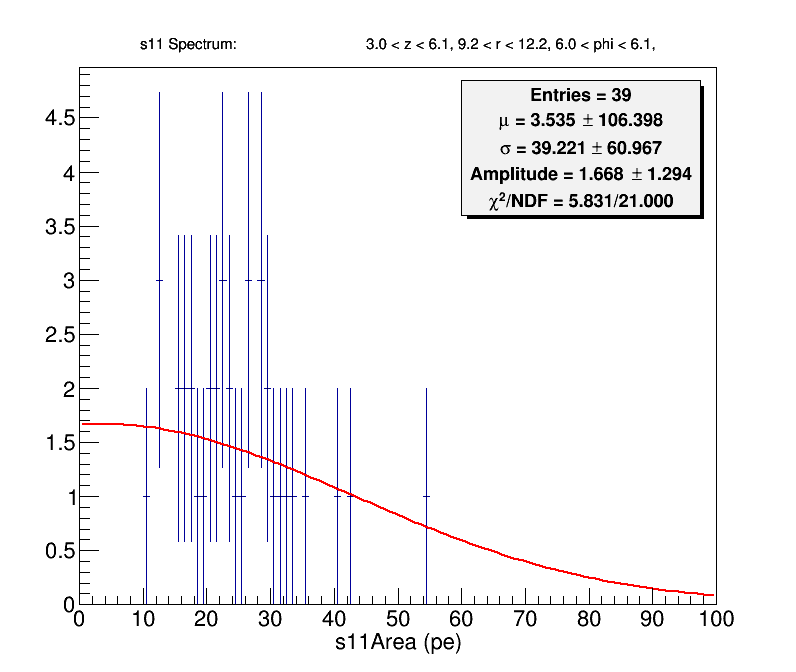 s11 Spectrum: 3.0 < z < 6.1, 9.2 < r < 12.2, 6.0 < phi < 6.1,
Entries = 39
μ = 3.535 ± 106.398
σ = 39.221 ± 60.967
Amplitude = 1.668 ± 1.294
χ²/NDF = 5.831/21.000
4.5
4
3.5
3
2.5
2
1.5
1
0.5
0
0 10 20 30 40 50 60 70 80 90 100
s11Area (pe)